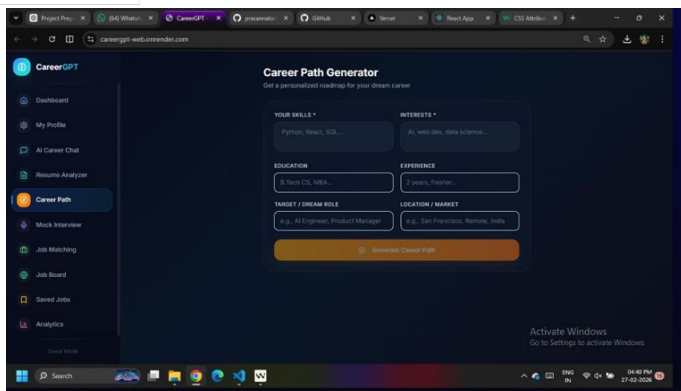 Project Prep
(64) WhatsA
CareerGPT -
prasannatu
GitHub
Vercel
React App
CSS Attribut
careergpt-web.onrender.com
CareerGPT
Dashboard
My Profile
AI Career Chat
Resume Analyzer
Career Path
Mock Interview
Job Matching
Job Board
Saved Jobs
Analytics
Guest Mode
Career Path Generator
Get a personalized roadmap for your dream career
YOUR SKILLS *
Python, React, SQL...
INTERESTS *
AI, web dev, data science...
EDUCATION
B.Tech CS, MBA...
EXPERIENCE
2 years, fresher...
TARGET / DREAM ROLE
e.g., AI Engineer, Product Manager
LOCATION / MARKET
e.g., San Francisco, Remote, India
Generate Career Path
Activate Windows
Go to Settings to activate Windows.
Search
ENG
IN
04:40 PM
27-02-2026